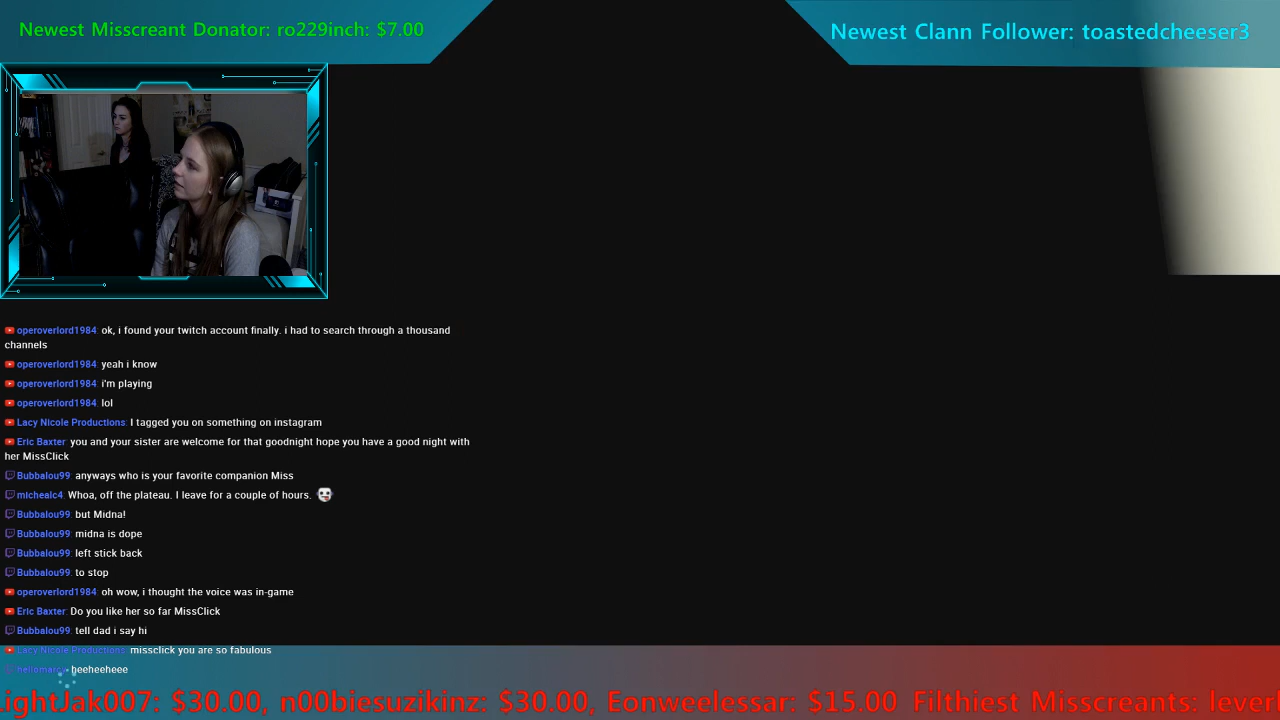 Newest Misscreant Donator: ro229inch: $7.00
Newest Clann Follower: toastedcheeser3
operoverlord1984: ok, i found your twitch account finally. i had to search through a thousand
channels
operoverlord1984: yeah i know
operoverlord1984: i'm playing
operoverlord1984: lol
Lacy Nicole Productions: I tagged you on something on instagram
Eric Baxter: you and your sister are welcome for that goodnight hope you have a good night with
her MissClick
Bubbalou99: anyways who is your favorite companion Miss
michealc4: Whoa, off the plateau. I leave for a couple of hours.
Bubbalou99: but Midna!
Bubbalou99: midna is dope
Bubbalou99: left stick back
Bubbalou99: to stop
operoverlord1984: oh wow, i thought the voice was in-game
Eric Baxter: Do you like her so far MissClick
Bubbalou99: tell dad i say hi
Lacy Nicole Productions: missclick you are so fabulous
hellomarcy: heeheeheee
ightJak007: $30.00, n00biesuzikinz: $30.00, Eonweelessar: $15.00 Filthiest Misscreants: lever